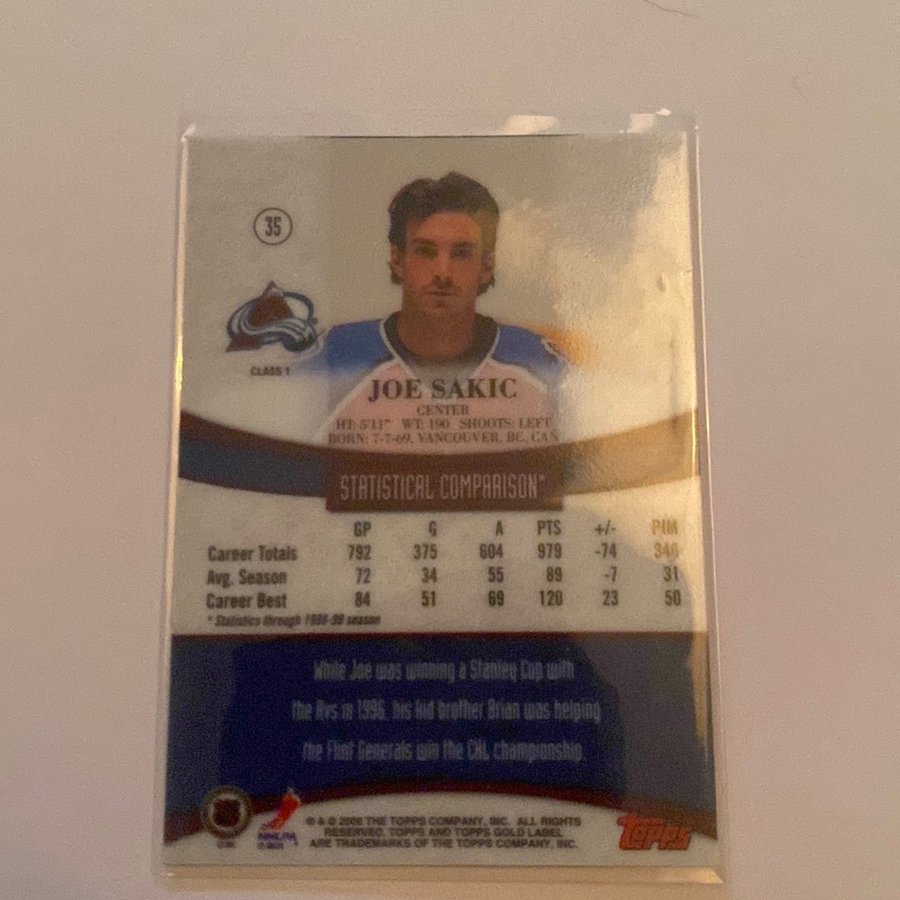 35
CLASS 1
JOE SAKIC
CENTER
HT: 5'11" WT: 190 SHOOTS: LEFT
BORN: 7-7-69, VANCOUVER, BC, CAN
STATISTICAL COMPARISON*
GP G A PTS +/- PIM
Career Totals 792 375 604 979 -74 346
Avg. Season 72 34 55 89 -7 31
Career Best 84 51 69 120 23 50
* Statistics through 1998-99 season
While Joe was winning a Stanley Cup with
the Avs in 1996, his kid brother Brian was helping
the Flint Generals win the CHL championship.
® & © 2000 THE TOPPS COMPANY, INC. ALL RIGHTS
RESERVED. TOPPS AND TOPPS GOLD LABEL
ARE TRADEMARKS OF THE TOPPS COMPANY, INC.
NHLPA
TOPPS